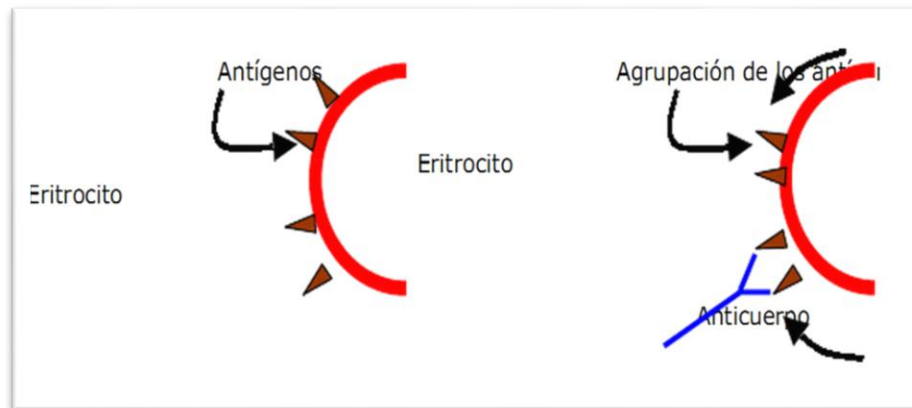 Antígenos
Eritrocito
Agrupación de los
Eritrocito
Anticuerpo